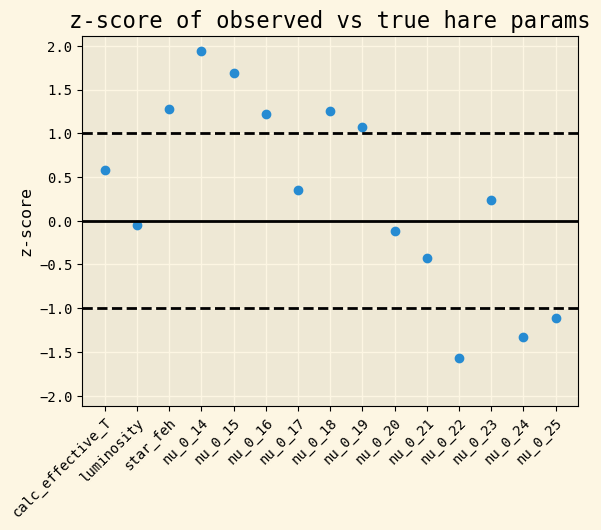 z-score of observed vs true hare params
z-score
2.0
1.5
1.0
0.5
0.0
−0.5
−1.0
−1.5
−2.0
calc_effective_T
luminosity
star_feh
nu_0_14
nu_0_15
nu_0_16
nu_0_17
nu_0_18
nu_0_19
nu_0_20
nu_0_21
nu_0_22
nu_0_23
nu_0_24
nu_0_25